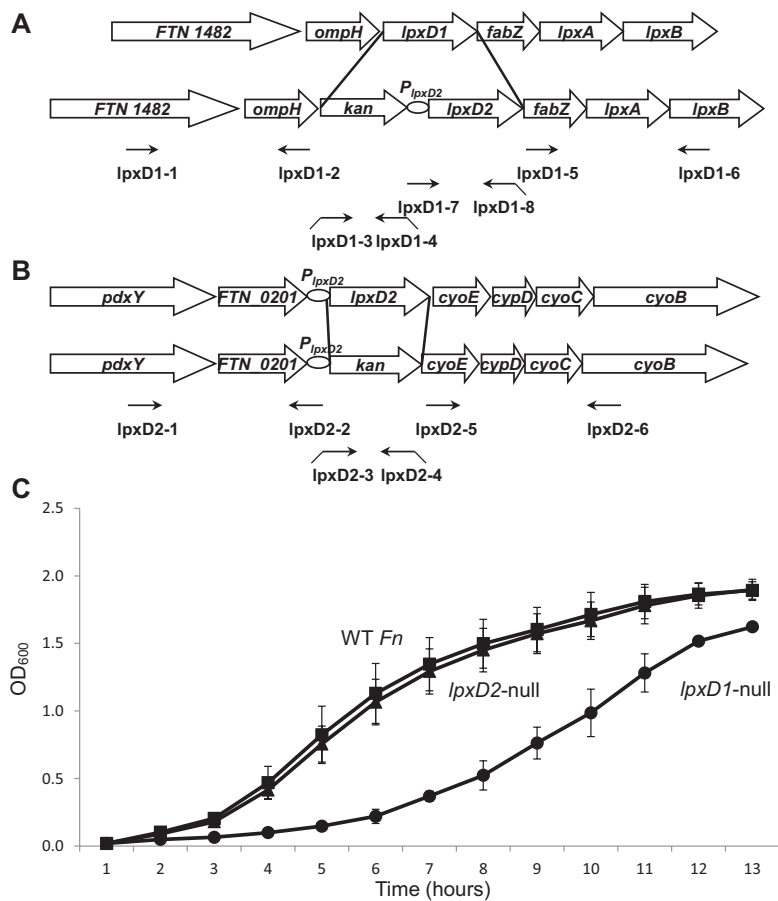 A
FTN 1482 ompH lpxD1 fabZ lpxA lpxB
PlpxD2
FTN 1482 ompH kan lpxD2 fabZ lpxA lpxB
lpxD1-1 lpxD1-2 lpxD1-5 lpxD1-6
lpxD1-7 lpxD1-8
lpxD1-3 lpxD1-4
B
PlpxD2
pdxY FTN_0201 lpxD2 cyoE cypD cyoC cyoB
PlpxD2
pdxY FTN_0201 kan cyoE cypD cyoC cyoB
lpxD2-1 lpxD2-2 lpxD2-5 lpxD2-6
lpxD2-3 lpxD2-4
C
2.5
2.0
1.5
1.0
0.5
0.0
OD600
WT Fn
lpxD2-null
lpxD1-null
1 2 3 4 5 6 7 8 9 10 11 12 13
Time (hours)